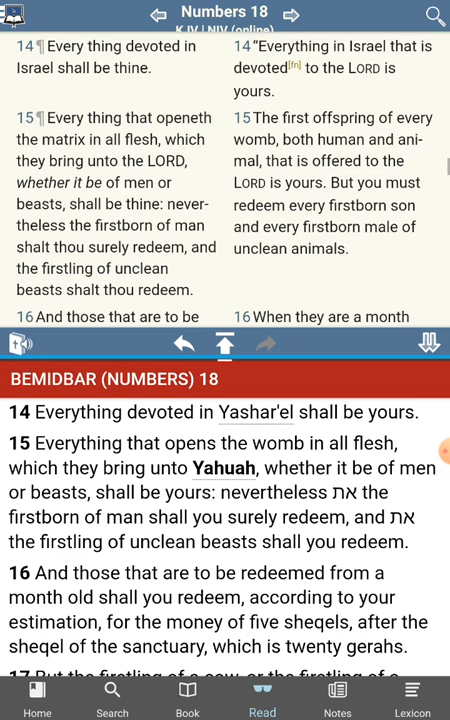 Numbers 18
KJV | NIV (online)
14¶ Every thing devoted in
Israel shall be thine.
15¶ Every thing that openeth
the matrix in all flesh, which
they bring unto the LORD,
whether it be of men or
beasts, shall be thine: never-
theless the firstborn of man
shalt thou surely redeem, and
the firstling of unclean
beasts shalt thou redeem.
16 And those that are to be
14 “Everything in Israel that is
devoted[fn] to the LORD is
yours.
15 The first offspring of every
womb, both human and ani-
mal, that is offered to the
LORD is yours. But you must
redeem every firstborn son
and every firstborn male of
unclean animals.
16 When they are a month
BEMIDBAR (NUMBERS) 18
14 Everything devoted in Yashar'el shall be yours.
15 Everything that opens the womb in all flesh,
which they bring unto Yahuah, whether it be of men
or beasts, shall be yours: nevertheless את the
firstborn of man shall you surely redeem, and את
the firstling of unclean beasts shall you redeem.
16 And those that are to be redeemed from a
month old shall you redeem, according to your
estimation, for the money of five sheqels, after the
sheqel of the sanctuary, which is twenty gerahs.
17 But the firstling of a cow, or the firstling of a
Home
Search
Book
Read
Notes
Lexicon